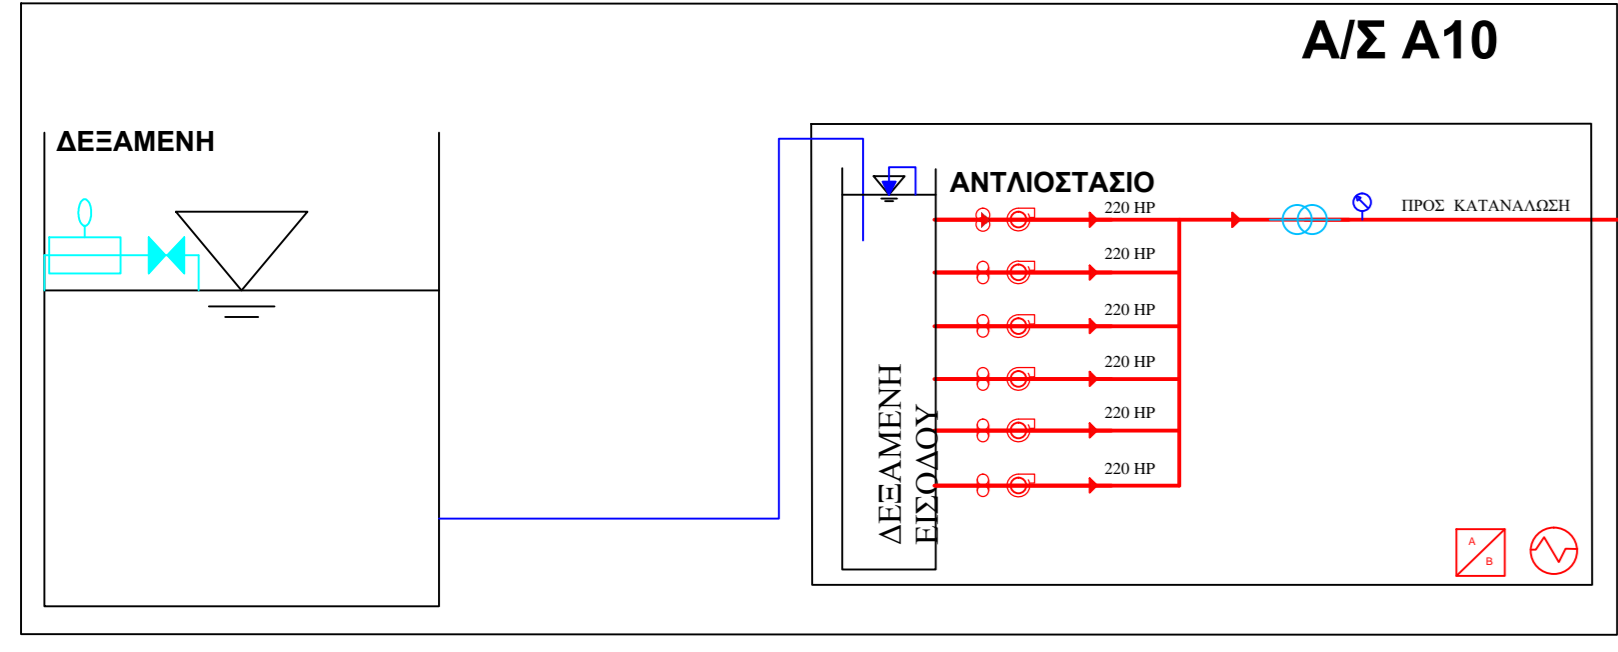 Α/Σ Α10
ΔΕΞΑΜΕΝΗ
ΑΝΤΛΙΟΣΤΑΣΙΟ
220 HP
ΠΡΟΣ ΚΑΤΑΝΑΛΩΣΗ
220 HP
220 HP
220 HP
220 HP
220 HP
ΔΕΞΑΜΕΝΗ
ΕΙΣΟΔΟΥ
A
B